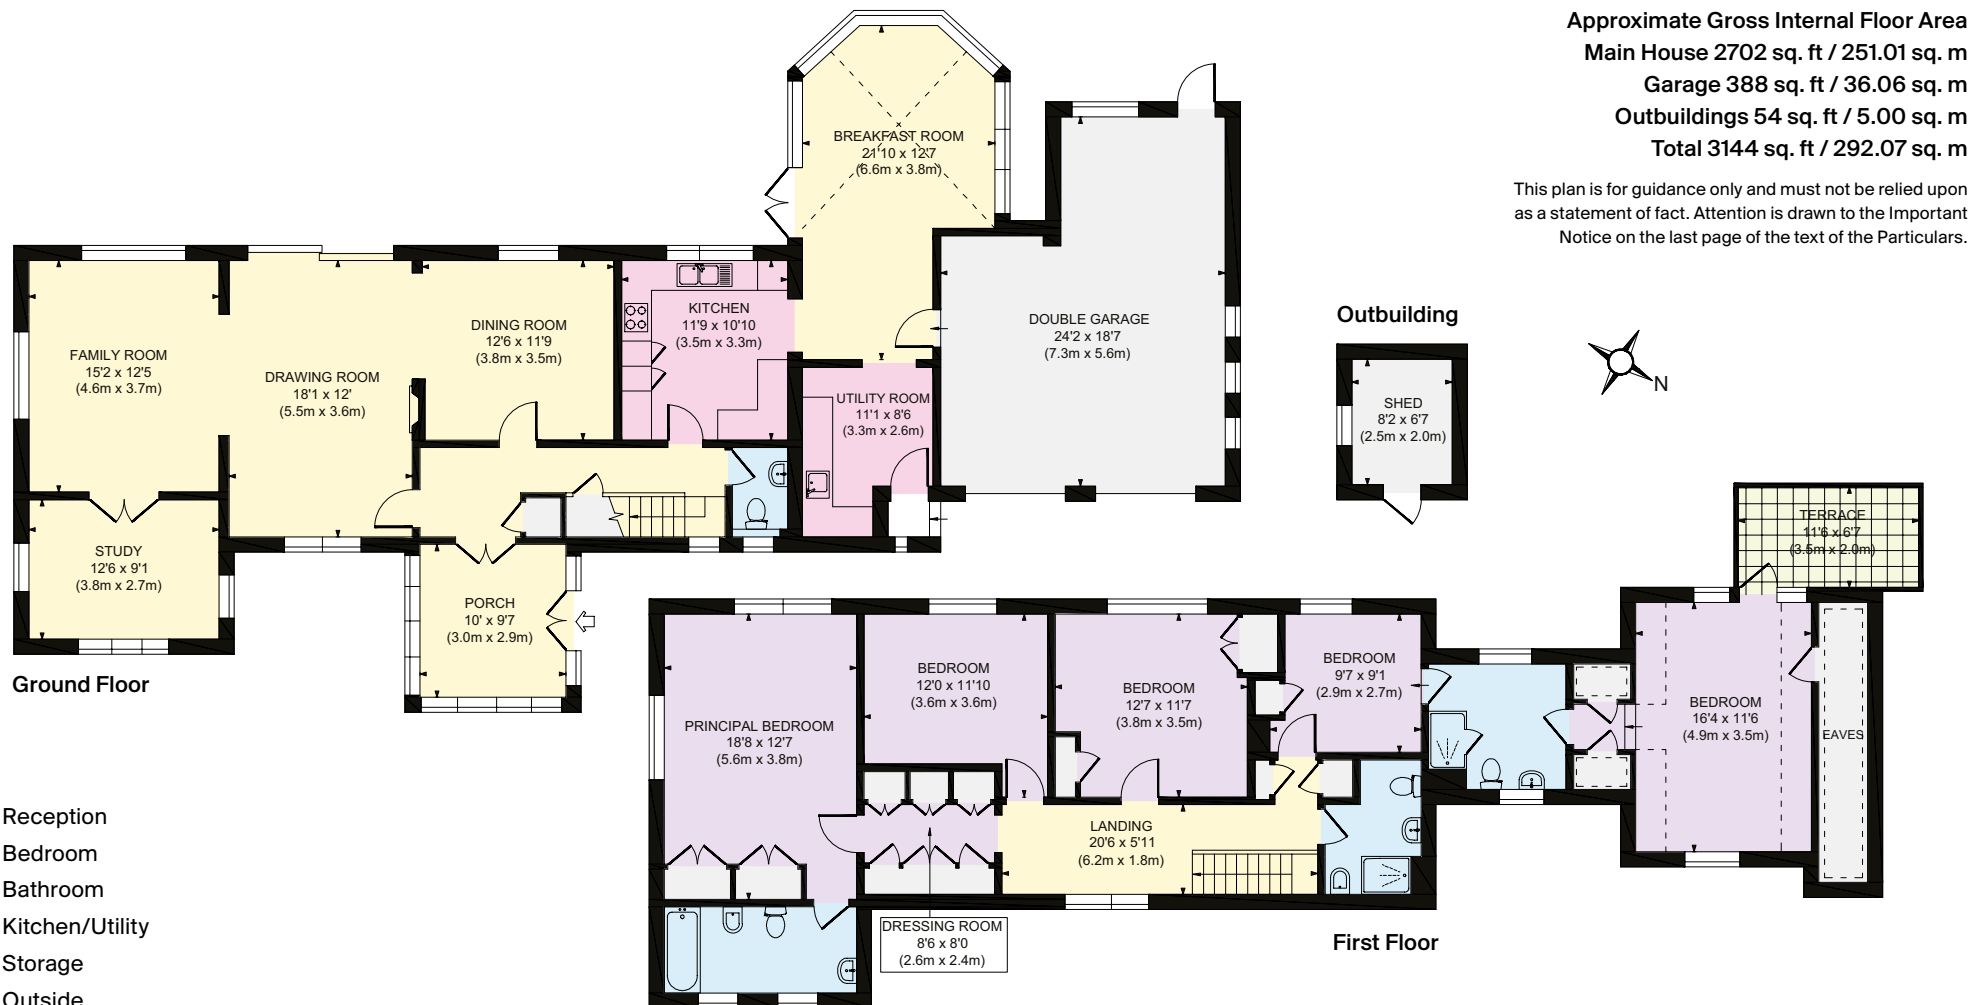 Approximate Gross Internal Floor Area
Main House 2702 sq. ft / 251.01 sq. m
Garage 388 sq. ft / 36.06 sq. m
Outbuildings 54 sq. ft / 5.00 sq. m
Total 3144 sq. ft / 292.07 sq. m
This plan is for guidance only and must not be relied upon
as a statement of fact. Attention is drawn to the Important
Notice on the last page of the text of the Particulars.
BREAKFAST ROOM
21'10 x 12'7
(6.6m x 3.8m)
FAMILY ROOM
15'2 x 12'5
(4.6m x 3.7m)
DRAWING ROOM
18'1 x 12'
(5.5m x 3.6m)
DINING ROOM
12'6 x 11'9
(3.8m x 3.5m)
KITCHEN
11'9 x 10'10
(3.5m x 3.3m)
UTILITY ROOM
11'1 x 8'6
(3.3m x 2.6m)
DOUBLE GARAGE
24'2 x 18'7
(7.3m x 5.6m)
Outbuilding
SHED
8'2 x 6'7
(2.5m x 2.0m)
N
STUDY
12'6 x 9'1
(3.8m x 2.7m)
PORCH
10' x 9'7
(3.0m x 2.9m)
Ground Floor
TERRACE
11'6 x 6'7
(3.5m x 2.0m)
PRINCIPAL BEDROOM
18'8 x 12'7
(5.6m x 3.8m)
BEDROOM
12'0 x 11'10
(3.6m x 3.6m)
BEDROOM
12'7 x 11'7
(3.8m x 3.5m)
BEDROOM
9'7 x 9'1
(2.9m x 2.7m)
BEDROOM
16'4 x 11'6
(4.9m x 3.5m)
EAVES
LANDING
20'6 x 5'11
(6.2m x 1.8m)
DRESSING ROOM
8'6 x 8'0
(2.6m x 2.4m)
First Floor
Reception
Bedroom
Bathroom
Kitchen/Utility
Storage
Outside